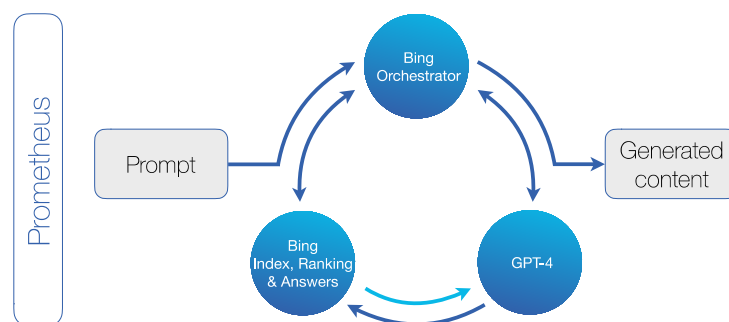 Prometheus
Bing
Orchestrator
Prompt
Generated
content
Bing
Index, Ranking
& Answers
GPT-4